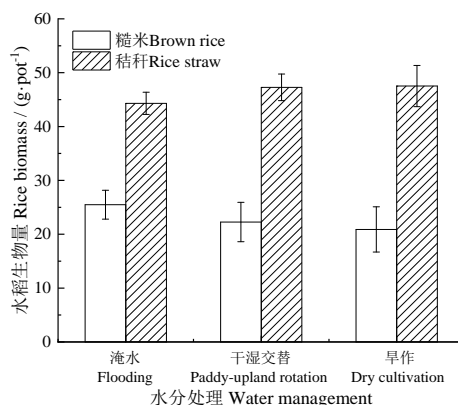 水稻生物量 Rice biomass / (g·pot⁻¹)
60
50
40
30
20
10
0
糙米Brown rice
秸秆Rice straw
淹水
Flooding
干湿交替
Paddy-upland rotation
旱作
Dry cultivation
水分处理 Water management